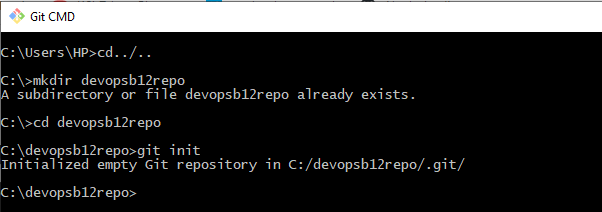 Git CMD
C:\Users\HP>cd../..
C:\>mkdir devopsb12repo
A subdirectory or file devopsb12repo already exists.
C:\>cd devopsb12repo
C:\devopsb12repo>git init
Initialized empty Git repository in C:/devopsb12repo/.git/
C:\devopsb12repo>